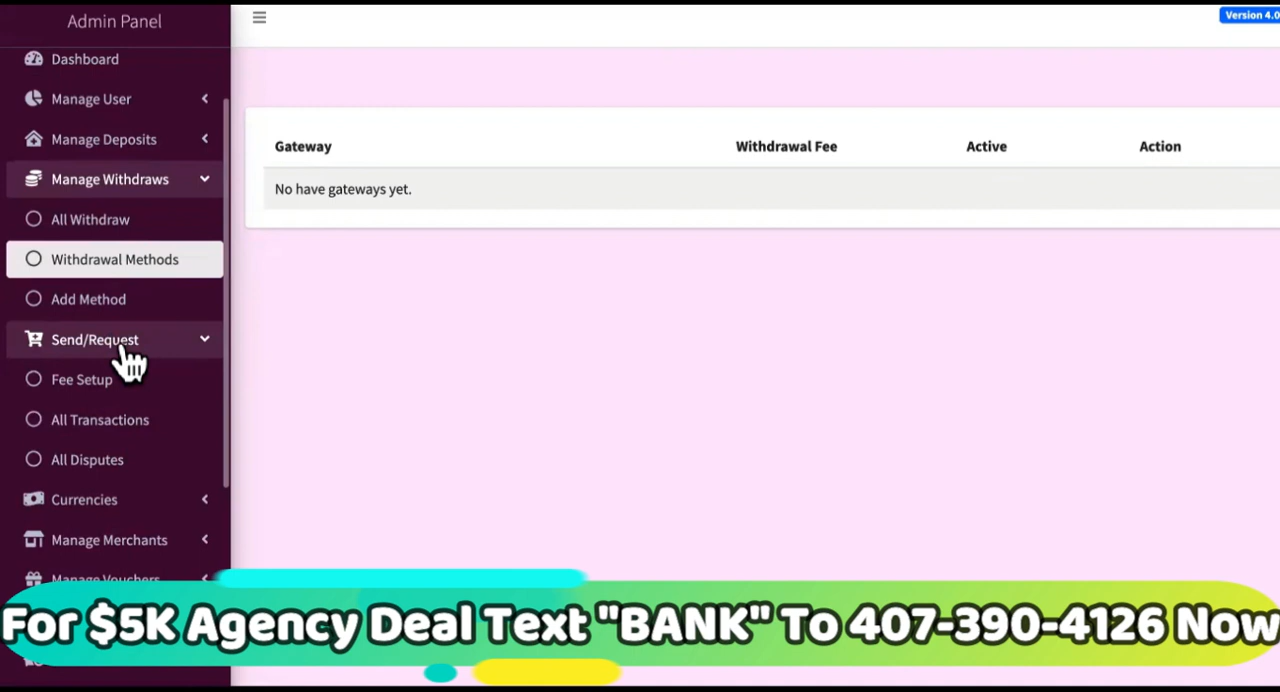 Admin Panel
Version 4.0
Dashboard
Manage User
Manage Deposits
Manage Withdraws
All Withdraw
Withdrawal Methods
Add Method
Send/Request
Fee Setup
All Transactions
All Disputes
Currencies
Manage Merchants
Manage Vouchers
Gateway Withdrawal Fee Active Action
No have gateways yet.
For $5K Agency Deal Text "BANK" To 407-390-4126 Now